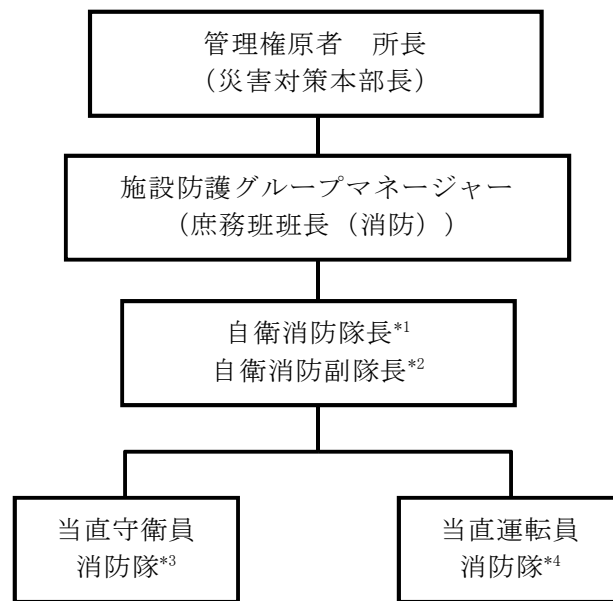 管理権原者　所長
（災害対策本部長）
施設防護グループマネージャー
（庶務班班長（消防））
自衛消防隊長*1
自衛消防副隊長*2
当直守衛員
消防隊*3
当直運転員
消防隊*4